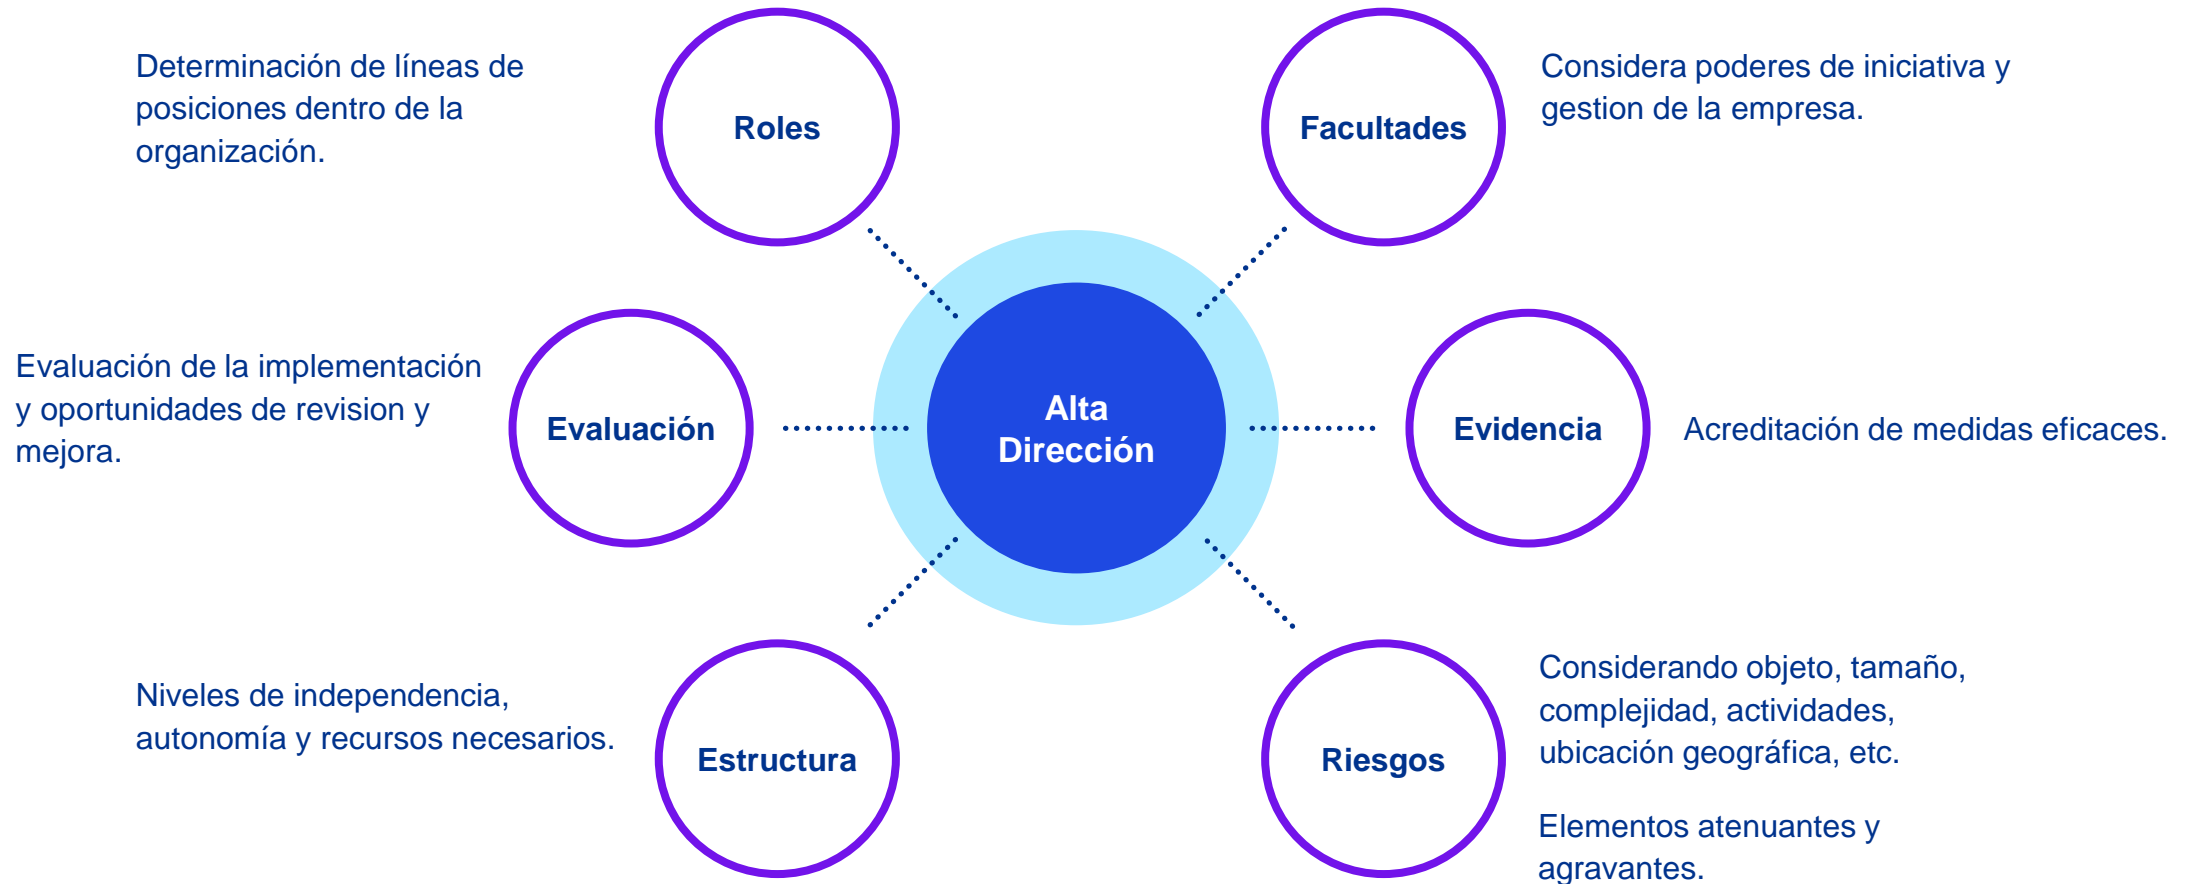 Determinación de líneas de
posiciones dentro de la
organización.
Roles
Facultades
Considera poderes de iniciativa y
gestion de la empresa.
Evaluación de la implementación
y oportunidades de revision y
mejora.
Evaluación
Alta
Dirección
Evidencia
Acreditación de medidas eficaces.
Niveles de independencia,
autonomía y recursos necesarios.
Estructura
Riesgos
Considerando objeto, tamaño,
complejidad, actividades,
ubicación geográfica, etc.
Elementos atenuantes y
agravantes.